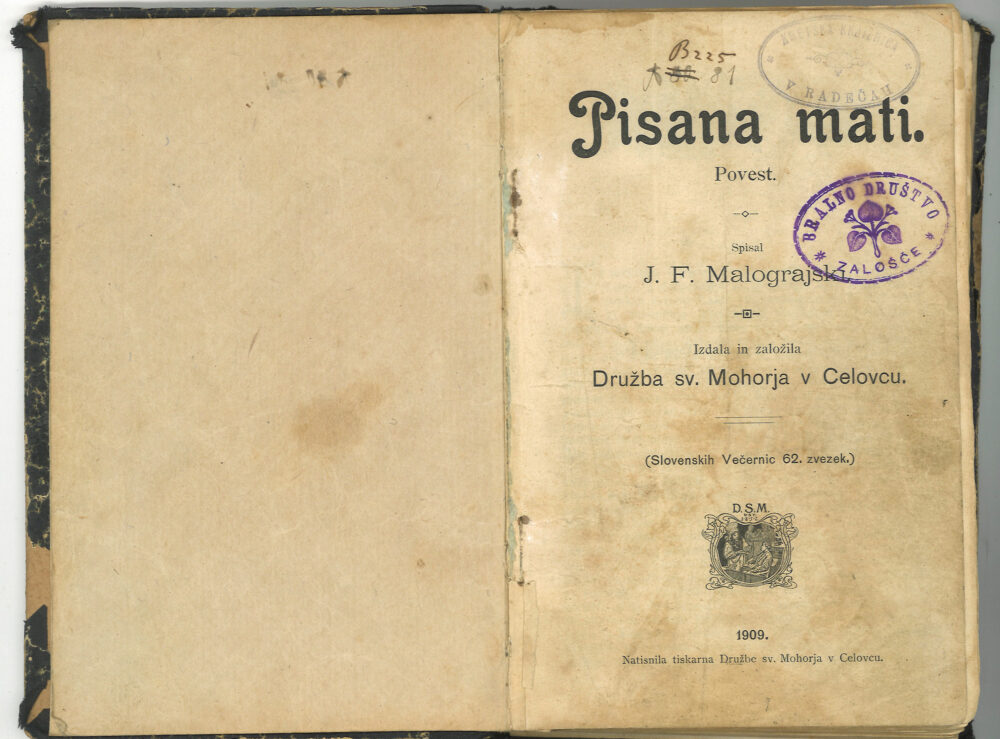 B225
81
V RADEČAH
Pisana mati.
Povest.
BRALNO DRUŠTVO
ZALOŠČE
Spisal
J. F. Malograjski.
Izdala in založila
Družba sv. Mohorja v Celovcu.
(Slovenskih Večernic 62. zvezek.)
D. S. M.
1909.
Natisnila tiskarna Družbe sv. Mohorja v Celovcu.